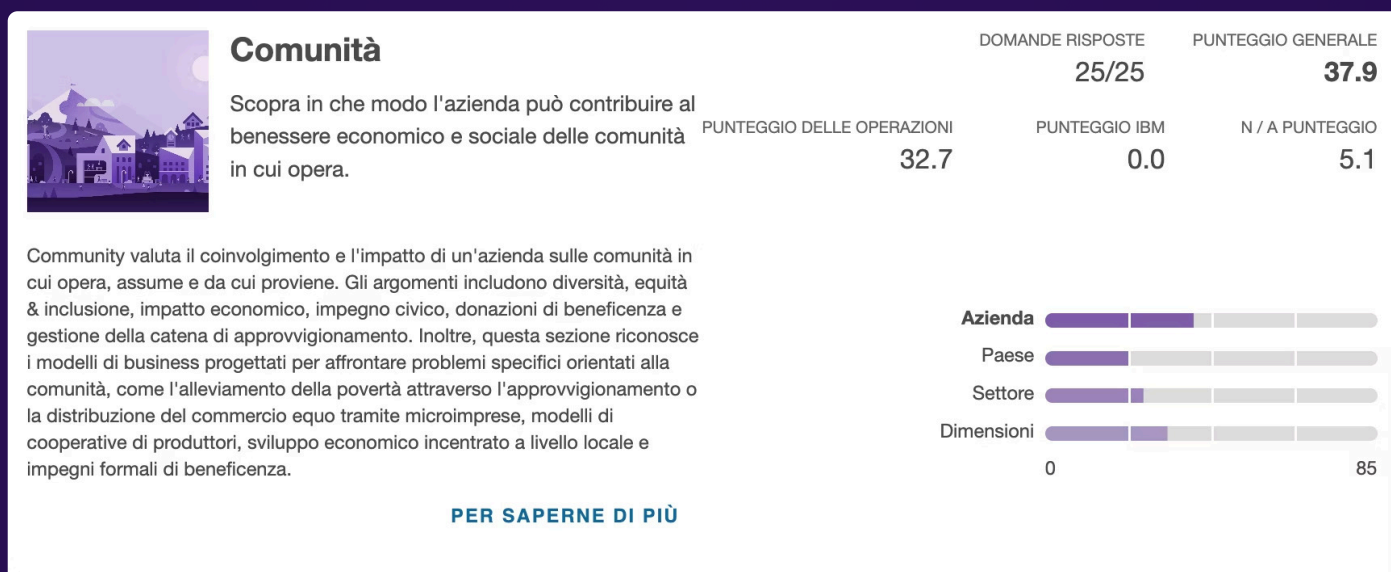 Comunità
Scopra in che modo l'azienda può contribuire al
benessere economico e sociale delle comunità
in cui opera.
DOMANDE RISPOSTE
25/25
PUNTEGGIO GENERALE
37.9
PUNTEGGIO DELLE OPERAZIONI
32.7
PUNTEGGIO IBM
0.0
N / A PUNTEGGIO
5.1
Community valuta il coinvolgimento e l'impatto di un'azienda sulle comunità in
cui opera, assume e da cui proviene. Gli argomenti includono diversità, equità
& inclusione, impatto economico, impegno civico, donazioni di beneficenza e
gestione della catena di approvvigionamento. Inoltre, questa sezione riconosce
i modelli di business progettati per affrontare problemi specifici orientati alla
comunità, come l'alleviamento della povertà attraverso l'approvvigionamento o
la distribuzione del commercio equo tramite microimprese, modelli di
cooperative di produttori, sviluppo economico incentrato a livello locale e
impegni formali di beneficenza.
PER SAPERNE DI PIÙ
Azienda
Paese
Settore
Dimensioni
0 85